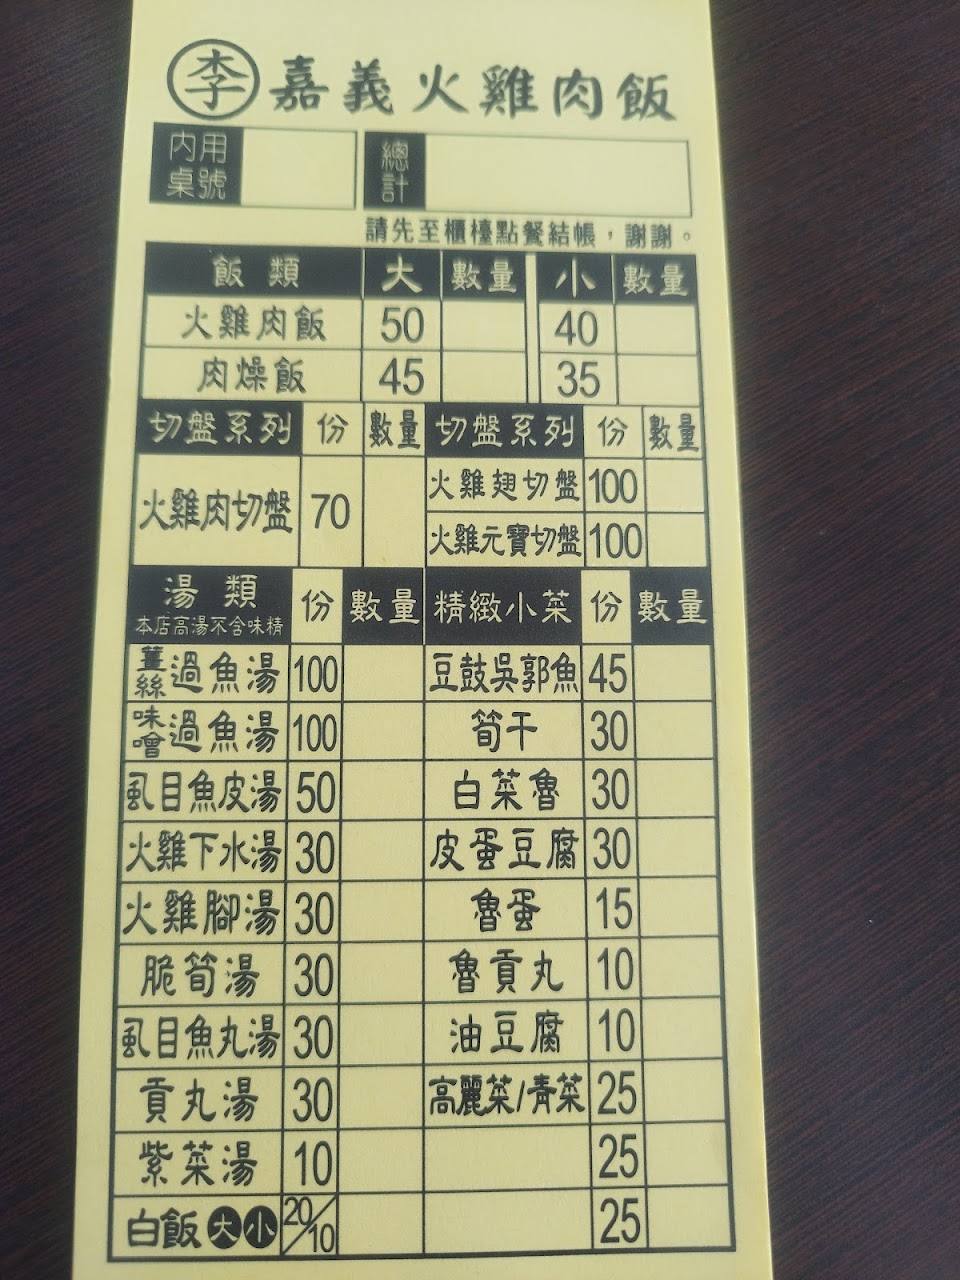 李 嘉義火雞肉飯
內用桌號 總計
請先至櫃檯點餐結帳，謝謝。
飯類 大 數量 小 數量
火雞肉飯 50 40
肉燥飯 45 35
切盤系列 份 數量 切盤系列 份 數量
火雞肉切盤 70 火雞翅切盤 100
火雞元寶切盤 100
湯類 份 數量 精緻小菜 份 數量
本店高湯不含味精
薑絲過魚湯 100 豆鼓吳郭魚 45
味噌過魚湯 100 筍干 30
虱目魚皮湯 50 白菜魯 30
火雞下水湯 30 皮蛋豆腐 30
火雞腳湯 30 魯蛋 15
脆筍湯 30 魯貢丸 10
虱目魚丸湯 30 油豆腐 10
貢丸湯 30 高麗菜/青菜 25
紫菜湯 10 25
白飯 大 小 20/10 25